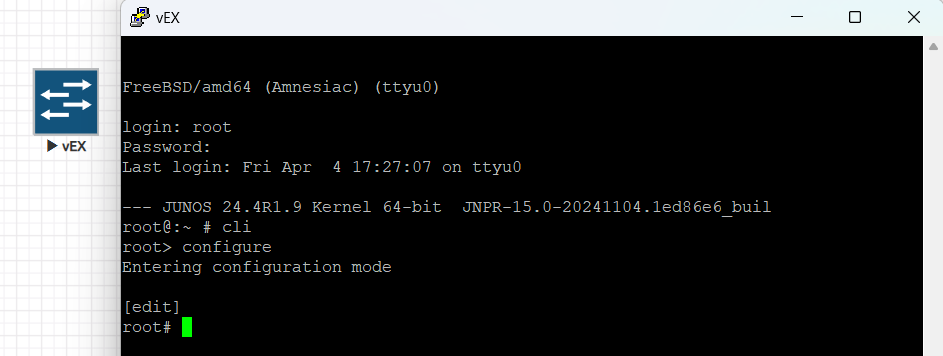 vEX
FreeBSD/amd64 (Amnesiac) (ttyu0)
login: root
Password:
Last login: Fri Apr  4 17:27:07 on ttyu0
--- JUNOS 24.4R1.9 Kernel 64-bit  JNPR-15.0-20241104.1ed86e6_buil
root@:~ # cli
root> configure
Entering configuration mode
[edit]
root#
vEX